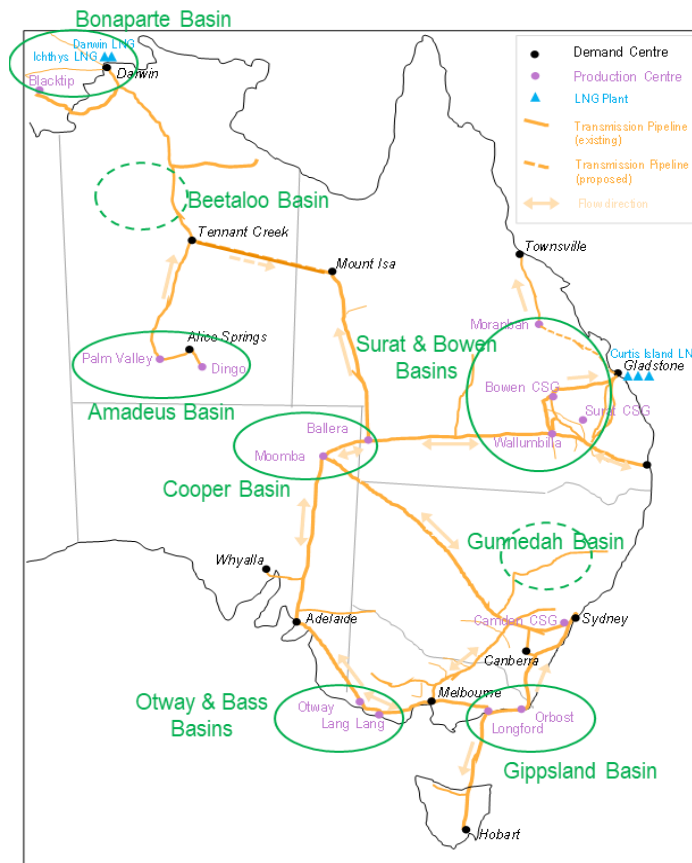 Bonaparte Basin
Darwin LNG
Ichthys LNG
Darwin
Blacktip
Demand Centre
Production Centre
LNG Plant
Transmission Pipeline
(existing)
Transmission Pipeline
(proposed)
Flow direction
Beetaloo Basin
Tennant Creek
Mount Isa
Townsville
Moranbah
Surat & Bowen
Basins
Curtis Island LN
Gladstone
Alice Springs
Palm Valley
Dingo
Amadeus Basin
Bowen CSG
Surat CSG
Ballera
Wallumbilla
Moomba
Cooper Basin
Gunnedah Basin
Whyalla
Adelaide
Camden CSG
Sydney
Canberra
Otway & Bass
Basins
Otway
Lang Lang
Melbourne
Longford
Orbost
Gippsland Basin
Hobart